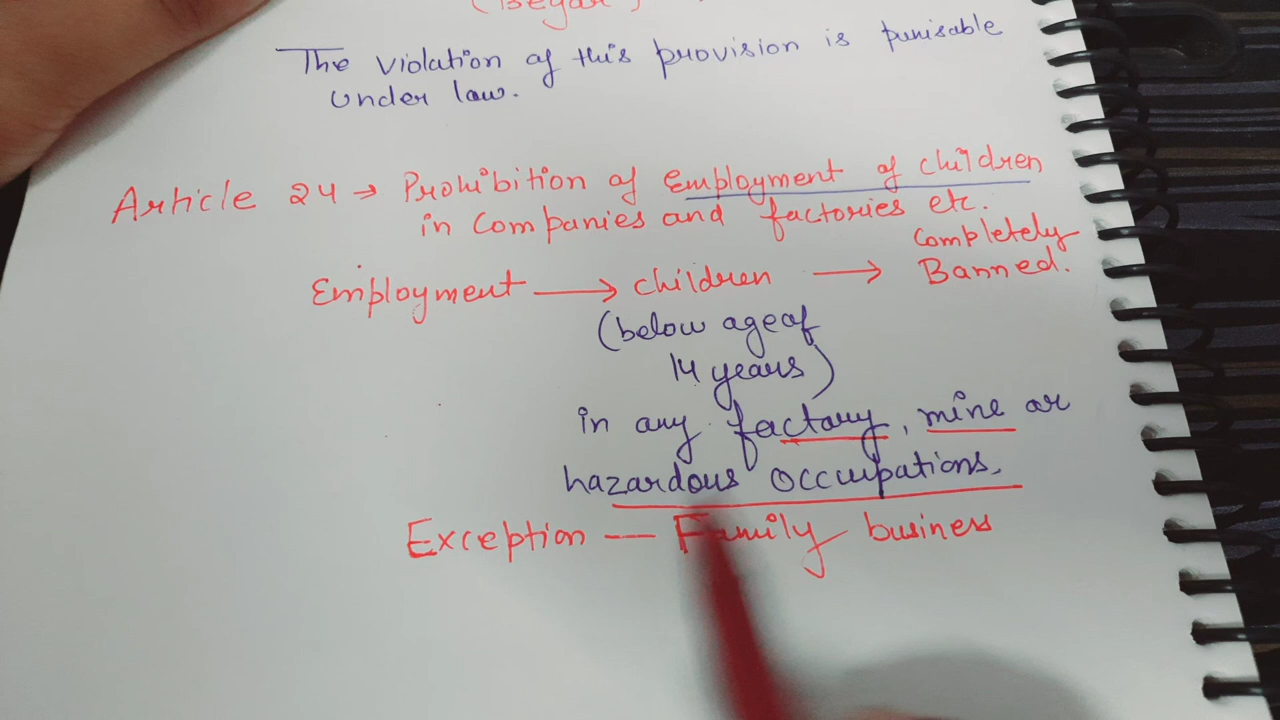 (Begar)
The violation of this provision is punisable
under law.
Article 24 → Prohibition of Employment of children
in Companies and factories etc.
Completely
Employment → children → Banned.
(below age of
14 years)
in any factory, mine or
hazardous occupations.
Exception — Family business